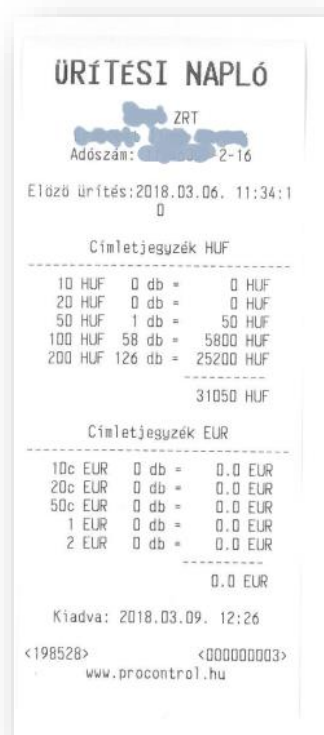 ÜRÍTÉSI NAPLÓ
ZRT
Adószám: 2-16
Elözö ürítés:2018.03.06. 11:34:1
0
Címletjegyzék HUF
--------------------------------
10 HUF 0 db = 0 HUF
20 HUF 0 db = 0 HUF
50 HUF 1 db = 50 HUF
100 HUF 58 db = 5800 HUF
200 HUF 126 db = 25200 HUF
-----------
31050 HUF
Címletjegyzék EUR
--------------------------------
10c EUR 0 db = 0.0 EUR
20c EUR 0 db = 0.0 EUR
50c EUR 0 db = 0.0 EUR
1 EUR 0 db = 0.0 EUR
2 EUR 0 db = 0.0 EUR
-----------
0.0 EUR
Kiadva: 2018.03.09. 12:26
<198528> <000000003>
www.procontrol.hu